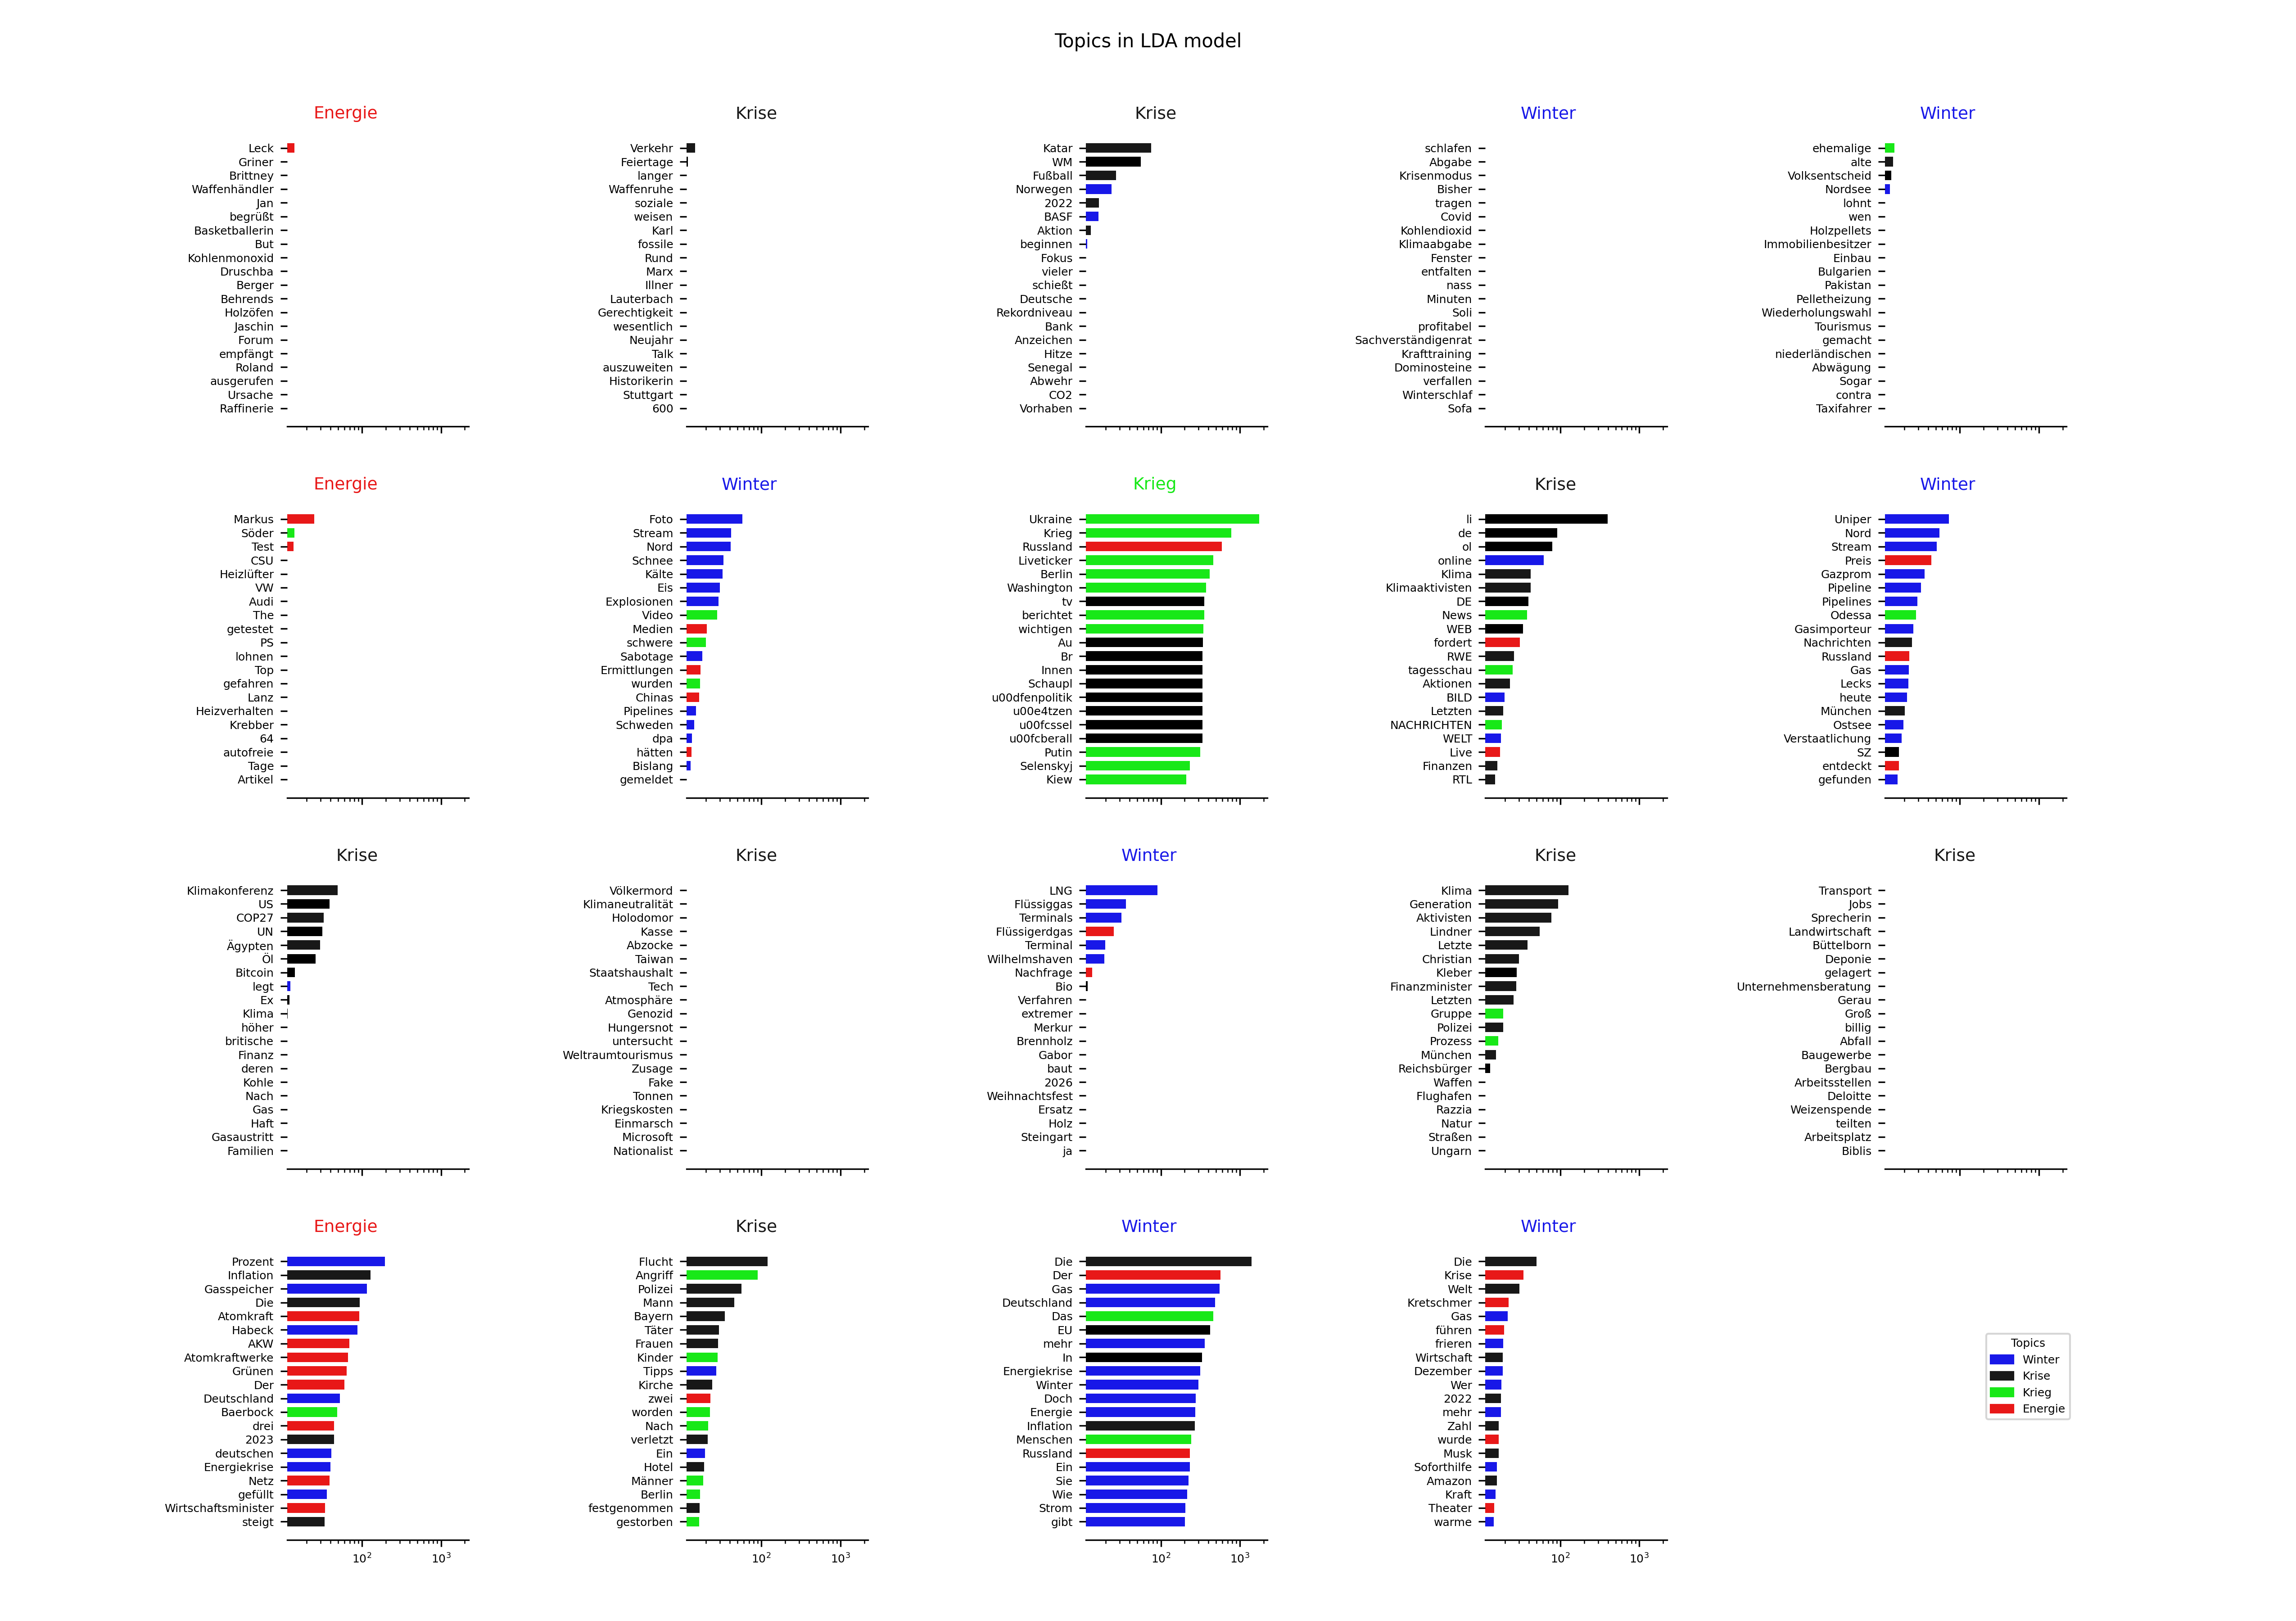 Topics in LDA model
Energie
Leck
Griner
Brittney
Waffenhändler
Jan
begrüßt
Basketballerin
But
Kohlenmonoxid
Druschba
Berger
Behrends
Holzöfen
Jaschin
Forum
empfängt
Roland
ausgerufen
Ursache
Raffinerie
Krise
Verkehr
Feiertage
langer
Waffenruhe
soziale
weisen
Karl
fossile
Rund
Marx
Illner
Lauterbach
Gerechtigkeit
wesentlich
Neujahr
Talk
auszuweiten
Historikerin
Stuttgart
600
Krise
Katar
WM
Fußball
Norwegen
2022
BASF
Aktion
beginnen
Fokus
vieler
schießt
Deutsche
Rekordniveau
Bank
Anzeichen
Hitze
Senegal
Abwehr
CO2
Vorhaben
Winter
schlafen
Abgabe
Krisenmodus
Bisher
tragen
Covid
Kohlendioxid
Klimaabgabe
Fenster
entfalten
nass
Minuten
Soli
profitabel
Sachverständigenrat
Krafttraining
Dominosteine
verfallen
Winterschlaf
Sofa
Winter
ehemalige
alte
Volksentscheid
Nordsee
lohnt
wen
Holzpellets
Immobilienbesitzer
Einbau
Bulgarien
Pakistan
Pelletheizung
Wiederholungswahl
Tourismus
gemacht
niederländischen
Abwägung
Sogar
contra
Taxifahrer
Energie
Markus
Söder
Test
CSU
Heizlüfter
VW
Audi
The
getestet
PS
lohnen
Top
gefahren
Lanz
Heizverhalten
Krebber
64
autofreie
Tage
Artikel
Winter
Foto
Stream
Nord
Schnee
Kälte
Eis
Explosionen
Video
Medien
schwere
Sabotage
Ermittlungen
wurden
Chinas
Pipelines
Schweden
dpa
hätten
Bislang
gemeldet
Krieg
Ukraine
Krieg
Russland
Liveticker
Berlin
Washington
tv
berichtet
wichtigen
Au
Br
Innen
Schaupl
u00dfenpolitik
u00e4tzen
u00fcssel
u00fcberall
Putin
Selenskyj
Kiew
Krise
li
de
ol
online
Klima
Klimaaktivisten
DE
News
WEB
fordert
RWE
tagesschau
Aktionen
BILD
Letzten
NACHRICHTEN
WELT
Live
Finanzen
RTL
Winter
Uniper
Nord
Stream
Preis
Gazprom
Pipeline
Pipelines
Odessa
Gasimporteur
Nachrichten
Russland
Gas
Lecks
heute
München
Ostsee
Verstaatlichung
SZ
entdeckt
gefunden
Krise
Klimakonferenz
US
COP27
UN
Ägypten
Öl
Bitcoin
legt
Ex
Klima
höher
britische
Finanz
deren
Kohle
Nach
Gas
Haft
Gasaustritt
Familien
Krise
Völkermord
Klimaneutralität
Holodomor
Kasse
Abzocke
Taiwan
Staatshaushalt
Tech
Atmosphäre
Genozid
Hungersnot
untersucht
Weltraumtourismus
Zusage
Fake
Tonnen
Kriegskosten
Einmarsch
Microsoft
Nationalist
Winter
LNG
Flüssiggas
Terminals
Flüssigerdgas
Terminal
Wilhelmshaven
Nachfrage
Bio
Verfahren
extremer
Merkur
Brennholz
Gabor
baut
2026
Weihnachtsfest
Ersatz
Holz
Steingart
ja
Krise
Klima
Generation
Aktivisten
Lindner
Letzte
Christian
Kleber
Finanzminister
Letzten
Gruppe
Polizei
Prozess
München
Reichsbürger
Waffen
Flughafen
Razzia
Natur
Straßen
Ungarn
Krise
Transport
Jobs
Sprecherin
Landwirtschaft
Büttelborn
Deponie
gelagert
Unternehmensberatung
Gerau
Groß
billig
Abfall
Baugewerbe
Bergbau
Arbeitsstellen
Deloitte
Weizenspende
teilten
Arbeitsplatz
Biblis
Energie
Prozent
Inflation
Gasspeicher
Die
Atomkraft
Habeck
AKW
Atomkraftwerke
Grünen
Der
Deutschland
Baerbock
drei
2023
deutschen
Energiekrise
Netz
gefüllt
Wirtschaftsminister
steigt
10² 10³
Krise
Flucht
Angriff
Polizei
Mann
Bayern
Täter
Frauen
Kinder
Tipps
Kirche
zwei
worden
Nach
verletzt
Ein
Hotel
Männer
Berlin
festgenommen
gestorben
10² 10³
Winter
Die
Der
Gas
Deutschland
Das
EU
mehr
In
Energiekrise
Winter
Doch
Energie
Inflation
Menschen
Russland
Ein
Sie
Wie
Strom
gibt
10² 10³
Winter
Die
Krise
Welt
Kretschmer
Gas
führen
frieren
Wirtschaft
Dezember
Wer
2022
mehr
Zahl
wurde
Musk
Soforthilfe
Amazon
Kraft
Theater
warme
10² 10³
Topics
Winter
Krise
Krieg
Energie